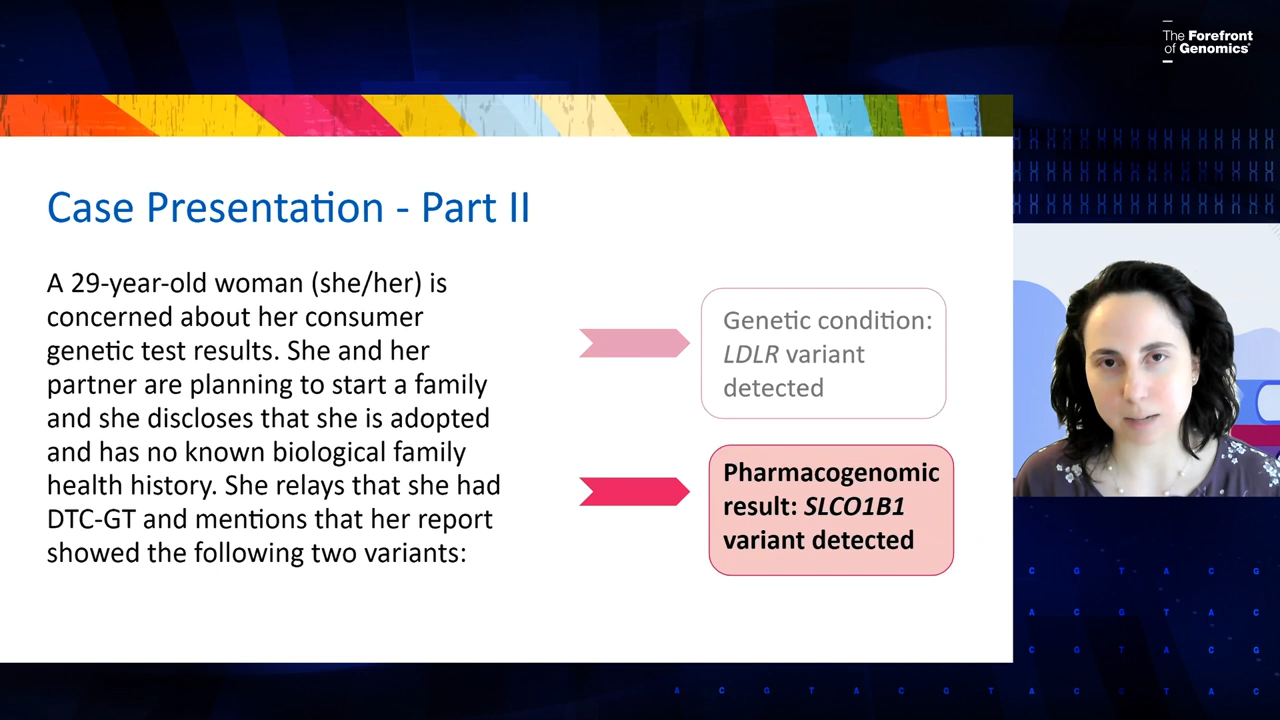 The Forefront
of Genomics®
Case Presentation - Part II
A 29-year-old woman (she/her) is
concerned about her consumer
genetic test results. She and her
partner are planning to start a family
and she discloses that she is adopted
and has no known biological family
health history. She relays that she had
DTC-GT and mentions that her report
showed the following two variants:
Genetic condition:
LDLR variant
detected
Pharmacogenomic
result: SLCO1B1
variant detected
C G T A C G
A C G T A C
C G T A C G
A C G T A C G T A C G T A C